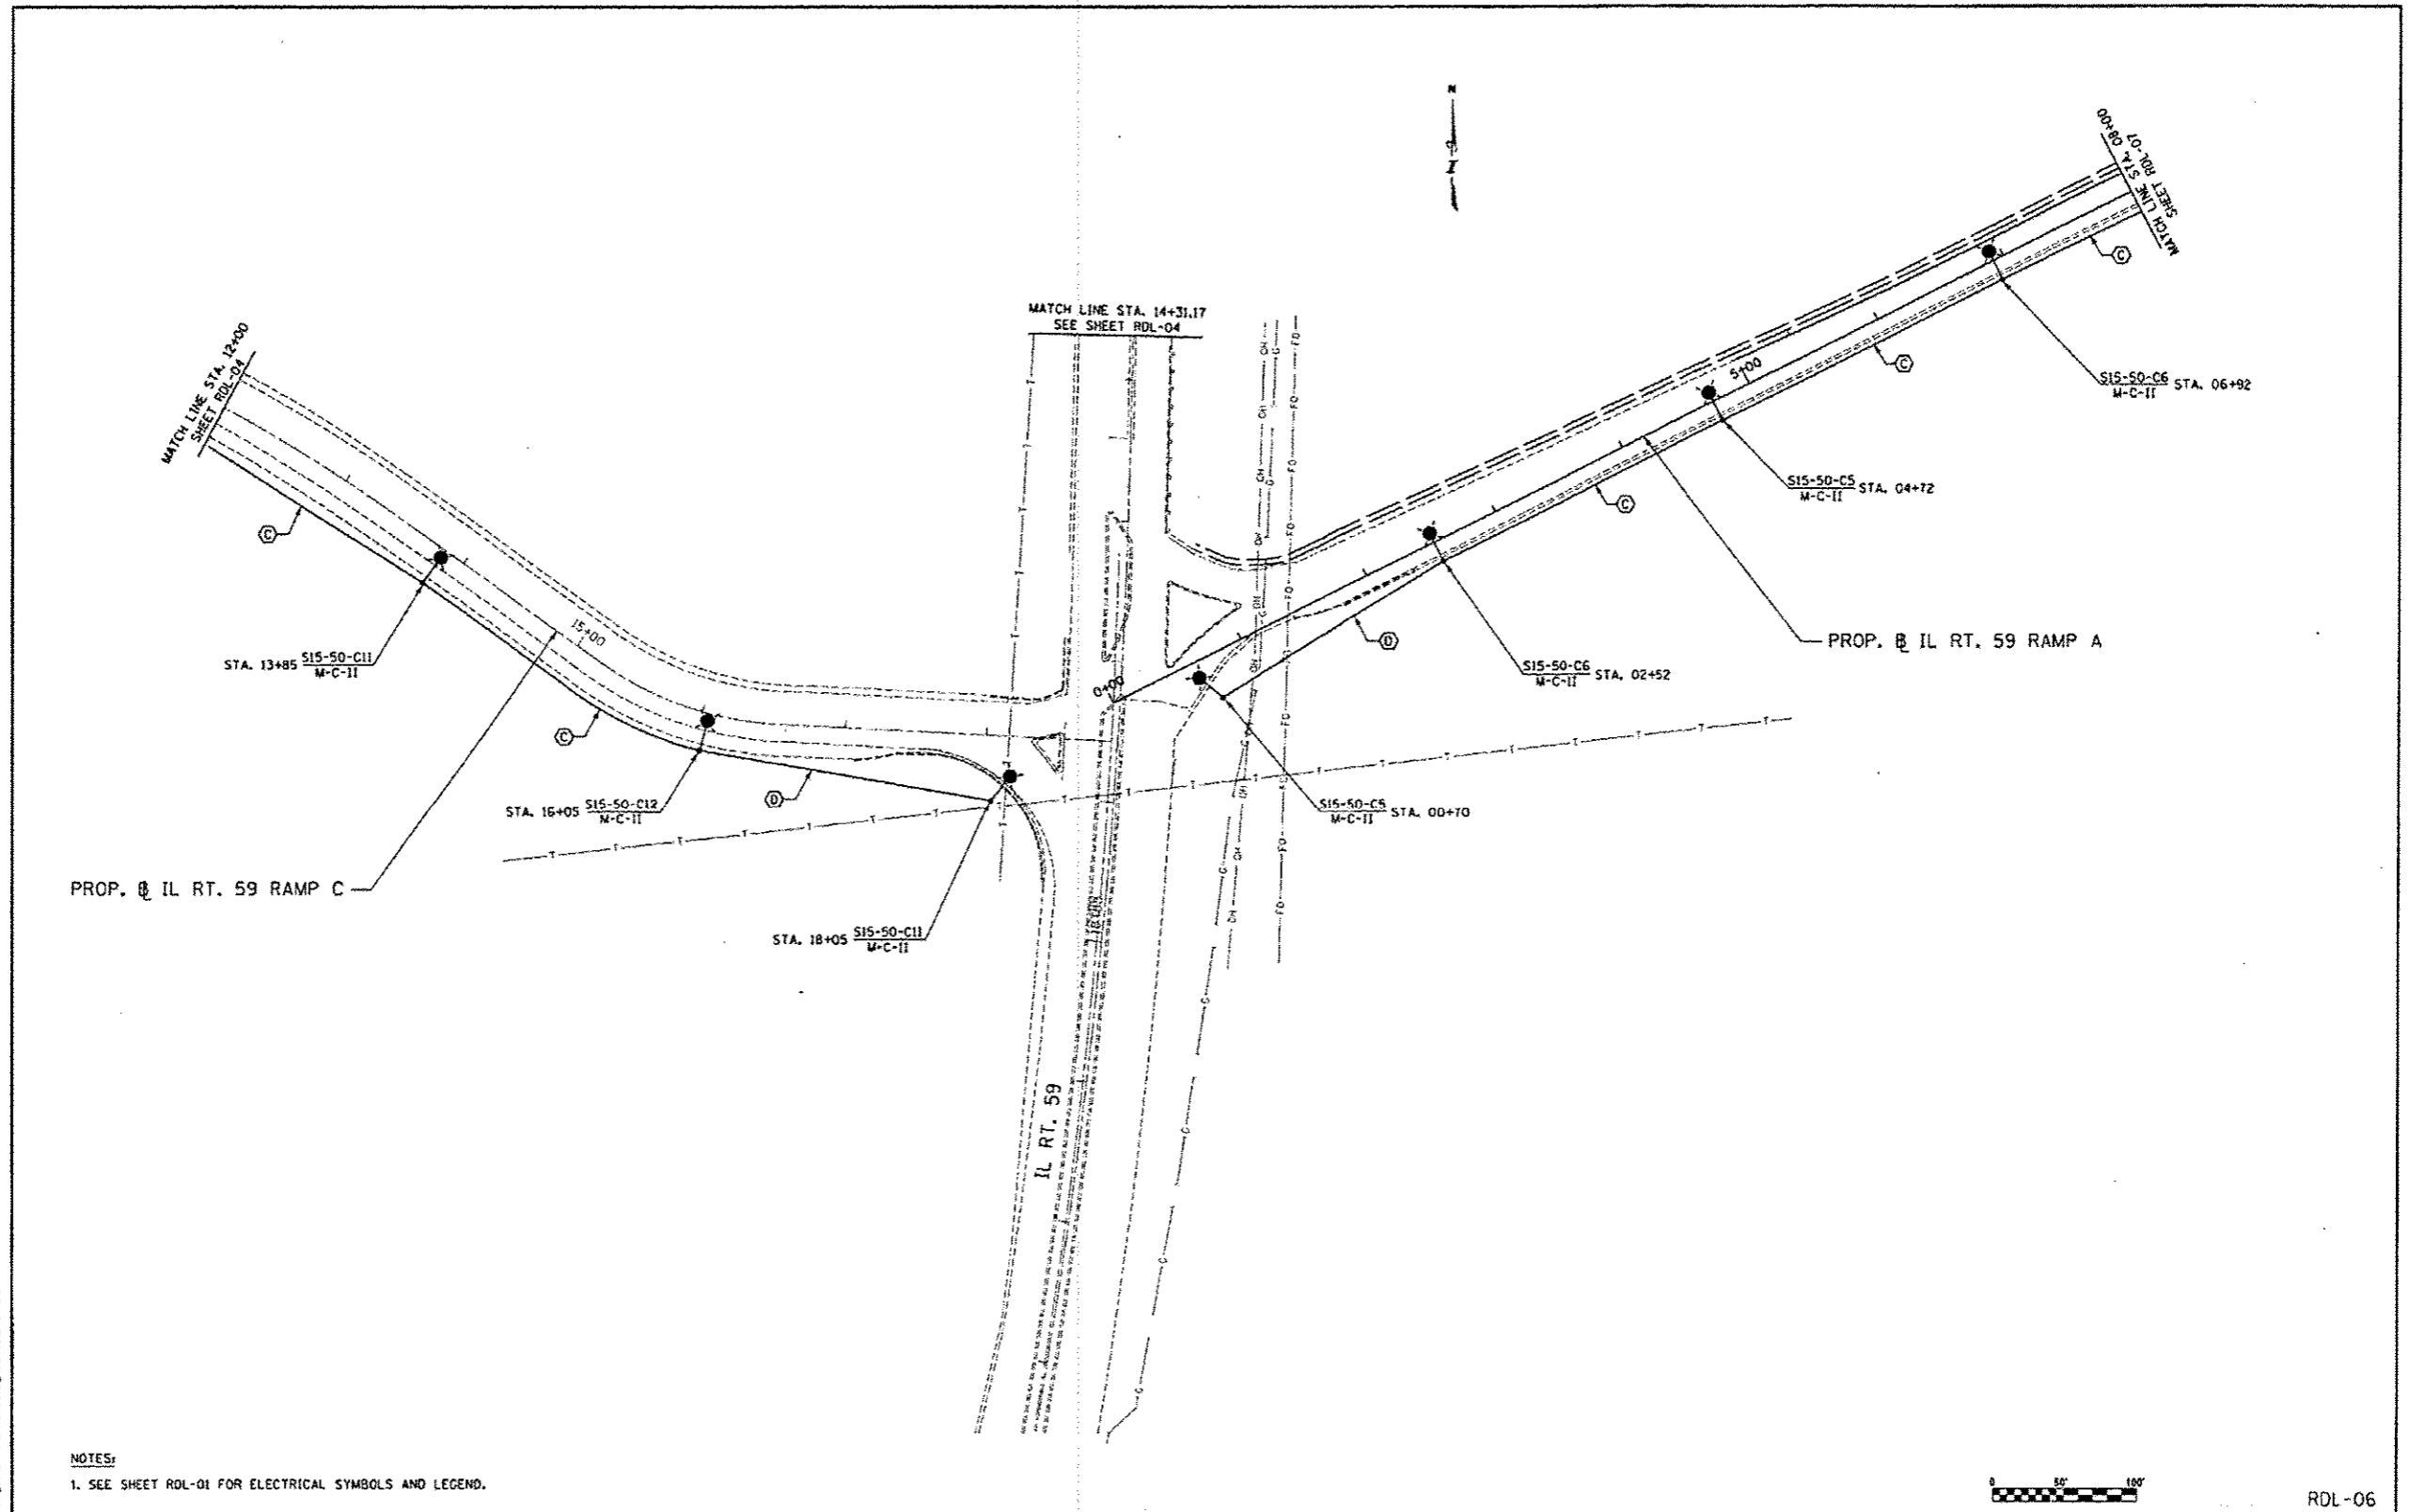 N
MATCH LINE STA. 08+00
SHEET RDL-07
MATCH LINE STA. 14+31.17
SEE SHEET RDL-04
MATCH LINE STA. 12+00
SHEET RDL-04
C
5+00
C
S15-50-C6 STA. 06+92
M-C-II
S15-50-C5 STA. 04+72
M-C-II
C
C
15+00
STA. 13+85 S15-50-C11
M-C-II
D
PROP. ℄ IL RT. 59 RAMP A
S15-50-C6 STA. 02+52
M-C-II
0+00
C
D
STA. 16+05 S15-50-C12
M-C-II
S15-50-C5 STA. 00+70
M-C-II
PROP. ℄ IL RT. 59 RAMP C
STA. 18+05 S15-50-C11
M-C-II
IL RT. 59
NOTES:
1. SEE SHEET RDL-01 FOR ELECTRICAL SYMBOLS AND LEGEND.
0 50' 100'
RDL-06